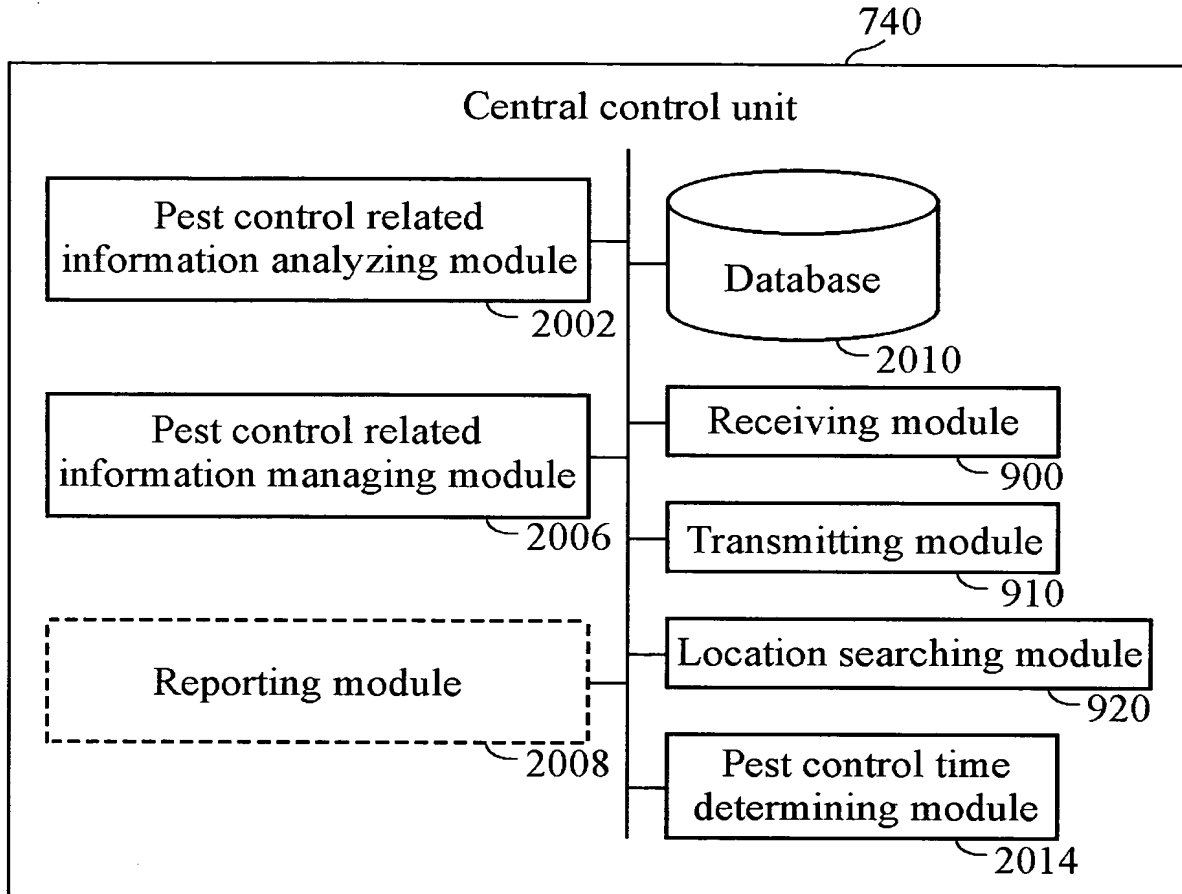 740
Central control unit
Pest control related
information analyzing module
2002
Database
2010
Pest control related
information managing module
2006
Receiving module
900
Transmitting module
910
Reporting module
2008
Location searching module
920
Pest control time
determining module
2014